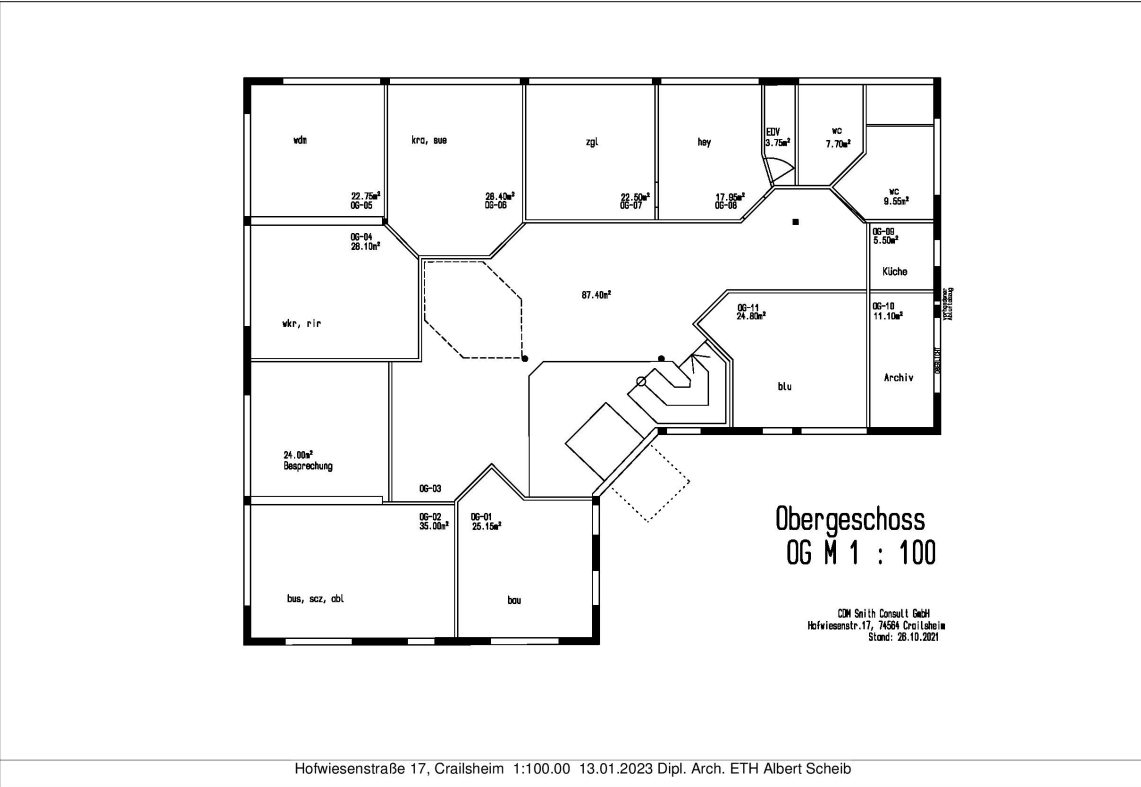 wdm
22.75m²
OG-05
kra, sue
28.40m²
OG-06
zgl
22.50m²
OG-07
hey
17.95m²
OG-08
EDV
3.75m²
wc
7.70m²
wc
9.55m²
OG-04
28.10m²
wkr, rir
87.40m²
OG-09
5.50m²
Küche
OG-11
24.80m²
blu
OG-10
11.10m²
Archiv
vorhandener
OBERLICHT
24.00m²
Besprechung
OG-03
OG-02
35.00m²
bus, scz, abl
OG-01
25.15m²
bau
Obergeschoss
OG M 1 : 100
CDM Smith Consult GmbH
Hofwiesenstr.17, 74564 Crailsheim
Stand: 28.10.2021
Hofwiesenstraße 17, Crailsheim 1:100.00 13.01.2023 Dipl. Arch. ETH Albert Scheib